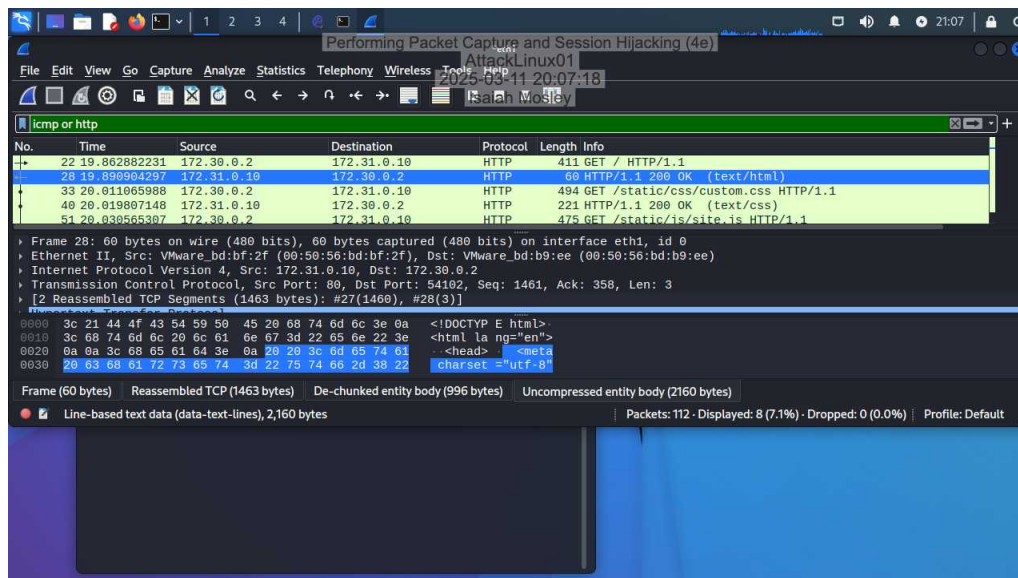 1 2 3 4 21:07
Performing Packet Capture and Session Hijacking (4e)
AttackLinux01
2025-03-11 20:07:18
Isaiah Mosley
File Edit View Go Capture Analyze Statistics Telephony Wireless Tools Help
icmp or http
No. Time Source Destination Protocol Length Info
22 19.862882231 172.30.0.2 172.31.0.10 HTTP 411 GET / HTTP/1.1
28 19.890904297 172.31.0.10 172.30.0.2 HTTP 60 HTTP/1.1 200 OK (text/html)
33 20.011065988 172.30.0.2 172.31.0.10 HTTP 494 GET /static/css/custom.css HTTP/1.1
40 20.019807148 172.31.0.10 172.30.0.2 HTTP 221 HTTP/1.1 200 OK (text/css)
51 20.030565307 172.30.0.2 172.31.0.10 HTTP 475 GET /static/js/site.js HTTP/1.1
Frame 28: 60 bytes on wire (480 bits), 60 bytes captured (480 bits) on interface eth1, id 0
Ethernet II, Src: VMware_bd:bf:2f (00:50:56:bd:bf:2f), Dst: VMware_bd:b9:ee (00:50:56:bd:b9:ee)
Internet Protocol Version 4, Src: 172.31.0.10, Dst: 172.30.0.2
Transmission Control Protocol, Src Port: 80, Dst Port: 54102, Seq: 1461, Ack: 358, Len: 3
[2 Reassembled TCP Segments (1463 bytes): #27(1460), #28(3)]
Hypertext Transfer Protocol
0000 3c 21 44 4f 43 54 59 50 45 20 68 74 6d 6c 3e 0a <!DOCTYP E html>·
0010 3c 68 74 6d 6c 20 6c 61 6e 67 3d 22 65 6e 22 3e <html la ng="en">
0020 0a 0a 3c 68 65 61 64 3e 0a 20 20 3c 6d 65 74 61 ··<head> · <meta
0030 20 63 68 61 72 73 65 74 3d 22 75 74 66 2d 38 22 charset ="utf-8"
Frame (60 bytes) Reassembled TCP (1463 bytes) De-chunked entity body (996 bytes) Uncompressed entity body (2160 bytes)
Line-based text data (data-text-lines), 2,160 bytes Packets: 112 · Displayed: 8 (7.1%) · Dropped: 0 (0.0%) Profile: Default